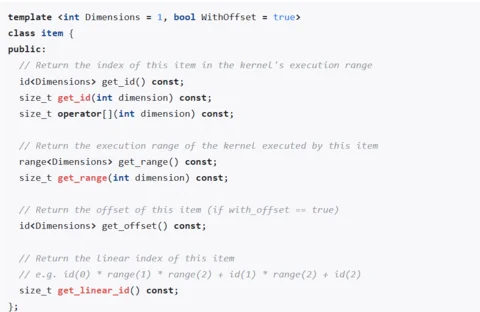 template <int Dimensions = 1, bool WithOffset = true>
class item {
public:
  // Return the index of this item in the kernel's execution range
  id<Dimensions> get_id() const;
  size_t get_id(int dimension) const;
  size_t operator[](int dimension) const;

  // Return the execution range of the kernel executed by this item
  range<Dimensions> get_range() const;
  size_t get_range(int dimension) const;

  // Return the offset of this item (if with_offset == true)
  id<Dimensions> get_offset() const;

  // Return the linear index of this item
  // e.g. id(0) * range(1) * range(2) + id(1) * range(2) + id(2)
  size_t get_linear_id() const;
};